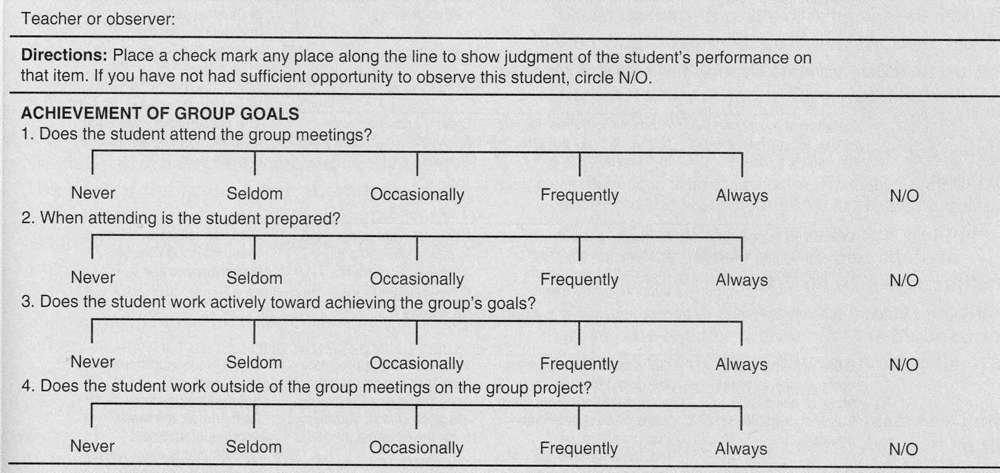 Teacher or observer:
Directions: Place a check mark any place along the line to show judgment of the student's performance on
that item. If you have not had sufficient opportunity to observe this student, circle N/O.
ACHIEVEMENT OF GROUP GOALS
1. Does the student attend the group meetings?
Never Seldom Occasionally Frequently Always N/O
2. When attending is the student prepared?
Never Seldom Occasionally Frequently Always N/O
3. Does the student work actively toward achieving the group's goals?
Never Seldom Occasionally Frequently Always N/O
4. Does the student work outside of the group meetings on the group project?
Never Seldom Occasionally Frequently Always N/O